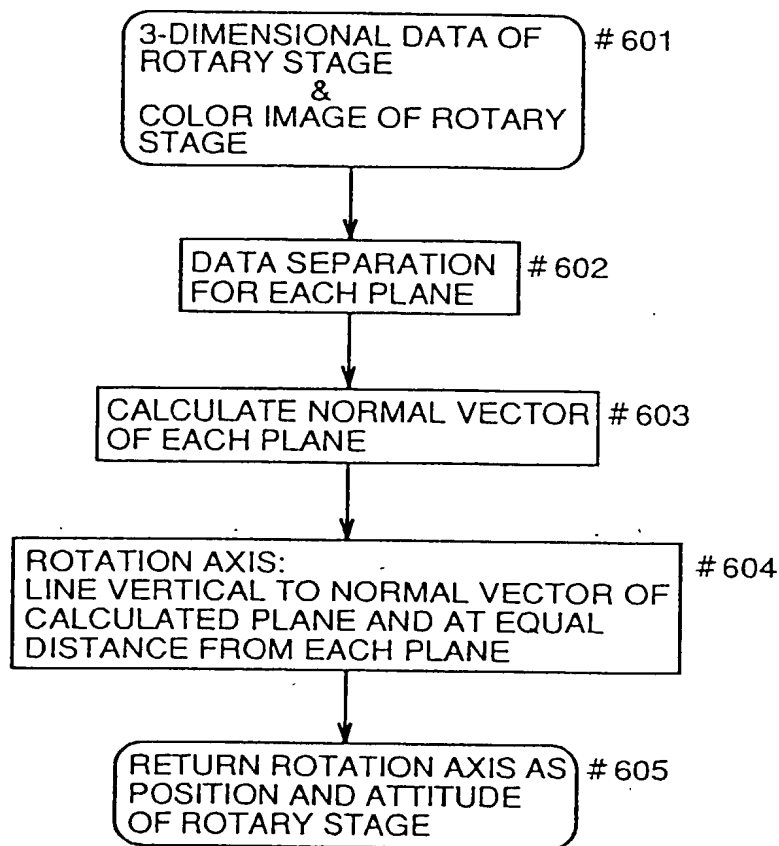 3-DIMENSIONAL DATA OF # 601
ROTARY STAGE
&
COLOR IMAGE OF ROTARY
STAGE
DATA SEPARATION # 602
FOR EACH PLANE
CALCULATE NORMAL VECTOR # 603
OF EACH PLANE
ROTATION AXIS: # 604
LINE VERTICAL TO NORMAL VECTOR OF
CALCULATED PLANE AND AT EQUAL
DISTANCE FROM EACH PLANE
RETURN ROTATION AXIS AS # 605
POSITION AND ATTITUDE
OF ROTARY STAGE